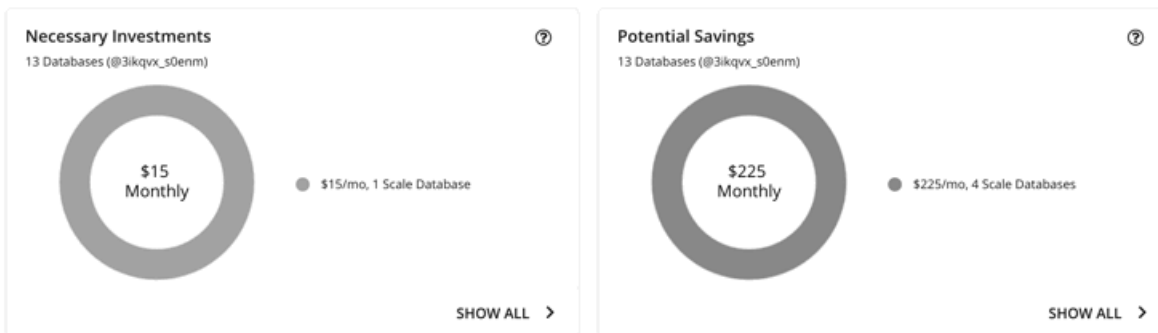 Necessary Investments
13 Databases (@3ikqvx_s0enm)
$15
Monthly
$15/mo, 1 Scale Database
SHOW ALL
Potential Savings
13 Databases (@3ikqvx_s0enm)
$225
Monthly
$225/mo, 4 Scale Databases
SHOW ALL